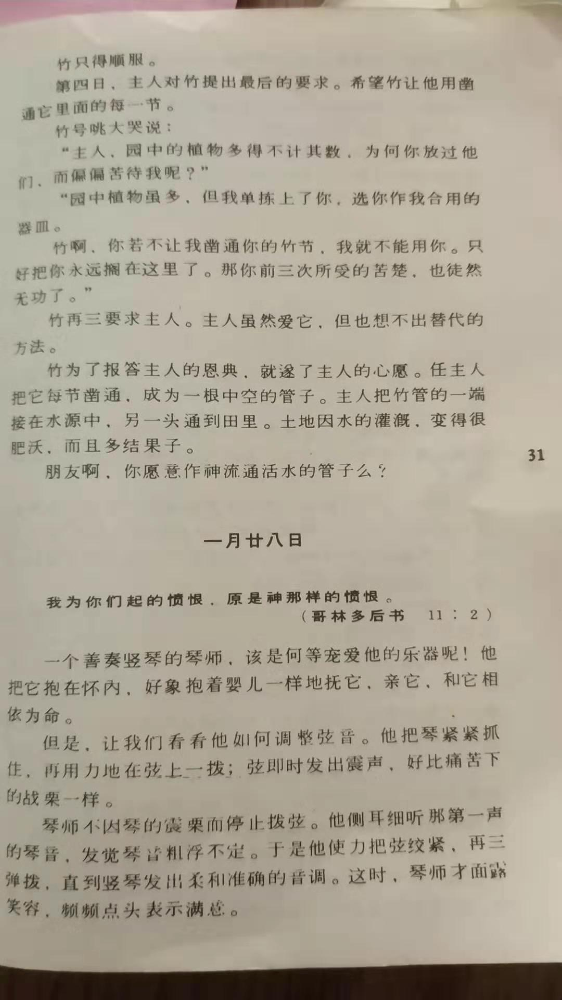 竹只得顺服。
第四日，主人对竹提出最后的要求。希望竹让他用凿
通它里面的每一节。
竹号咷大哭说：
“主人，园中的植物多得不计其数，为何你放过他
们，而偏偏苦待我呢？”
“园中植物虽多，但我单拣上了你，选你作我合用的
器皿。
竹啊，你若不让我凿通你的竹节，我就不能用你。只
好把你永远搁在这里了。那你前三次所受的苦楚，也徒然
无功了。”
竹再三要求主人。主人虽然爱它，但也想不出替代的
方法。
竹为了报答主人的恩典，就遂了主人的心愿。任主人
把它每节凿通，成为一根中空的管子。主人把竹管的一端
接在水源中，另一头通到田里。土地因水的灌溉，变得很
肥沃，而且多结果子。
朋友啊，你愿意作神流通活水的管子么？
31
一月廿八日
我为你们起的愤恨，原是神那样的愤恨。
（哥林多后书 11：2）
一个善奏竖琴的琴师，该是何等宠爱他的乐器呢！他
把它抱在怀内，好象抱着婴儿一样地抚它，亲它，和它相
依为命。
但是，让我们看看他如何调整弦音。他把琴紧紧抓
住，再用力地在弦上一拨；弦即时发出震声，好比痛苦下
的战栗一样。
琴师不因琴的震栗而停止拨弦。他侧耳细听那第一声
的琴音，发觉琴音粗浮不定。于是他使力把弦绞紧，再三
弹拨，直到竖琴发出柔和准确的音调。这时，琴师才面露
笑容，频频点头表示满意。